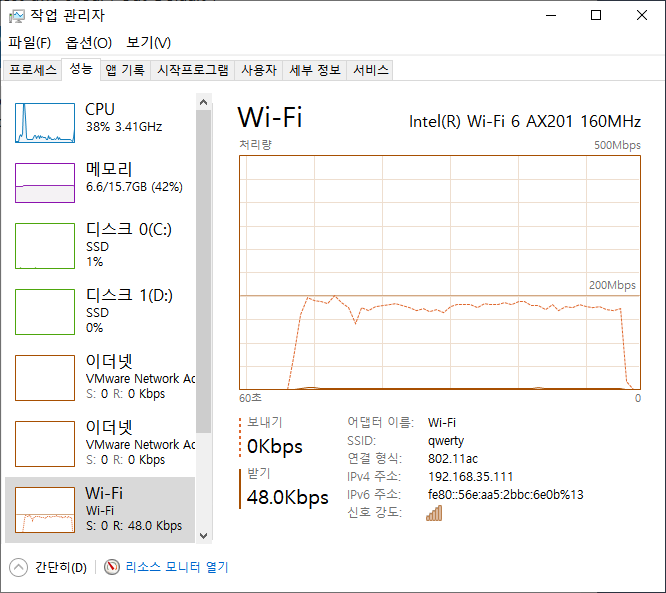 작업 관리자
파일(F) 옵션(O) 보기(V)
프로세스 성능 앱 기록 시작프로그램 사용자 세부 정보 서비스
CPU
38% 3.41GHz
메모리
6.6/15.7GB (42%)
디스크 0(C:)
SSD
1%
디스크 1(D:)
SSD
0%
이더넷
VMware Network Ac
S: 0 R: 0 Kbps
이더넷
VMware Network Ac
S: 0 R: 0 Kbps
Wi-Fi
Wi-Fi
S: 0 R: 48.0 Kbps
Wi-Fi Intel(R) Wi-Fi 6 AX201 160MHz
처리량 500Mbps
200Mbps
60초 0
보내기
0Kbps
받기
48.0Kbps
어댑터 이름: Wi-Fi
SSID: qwerty
연결 형식: 802.11ac
IPv4 주소: 192.168.35.111
IPv6 주소: fe80::56e:aa5:2bbc:6e0b%13
신호 강도:
간단히(D) 리소스 모니터 열기